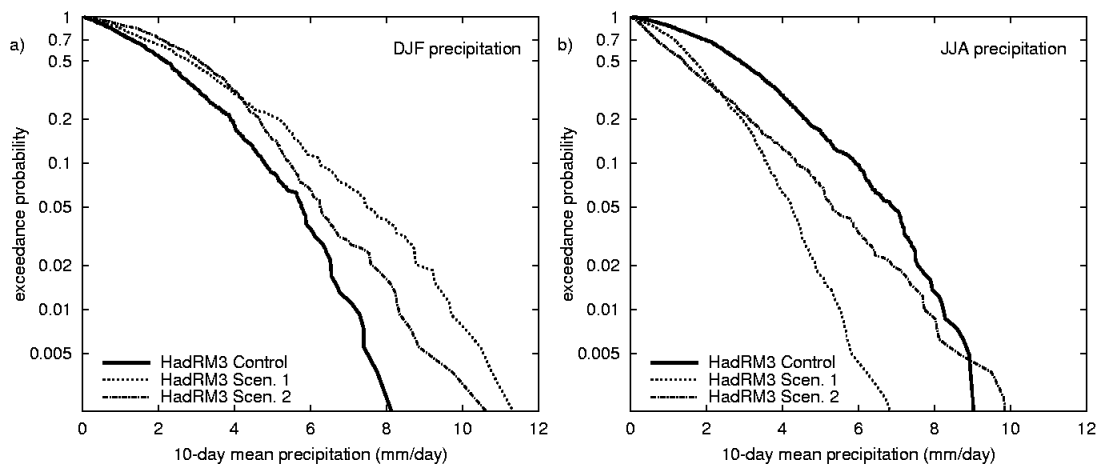 a)
DJF precipitation
exceedance probability
1
0.7
0.5
0.2
0.1
0.05
0.02
0.01
0.005
HadRM3 Control
HadRM3 Scen. 1
HadRM3 Scen. 2
0 2 4 6 8 10 12
10-day mean precipitation (mm/day)
b)
JJA precipitation
exceedance probability
1
0.7
0.5
0.2
0.1
0.05
0.02
0.01
0.005
HadRM3 Control
HadRM3 Scen. 1
HadRM3 Scen. 2
0 2 4 6 8 10 12
10-day mean precipitation (mm/day)